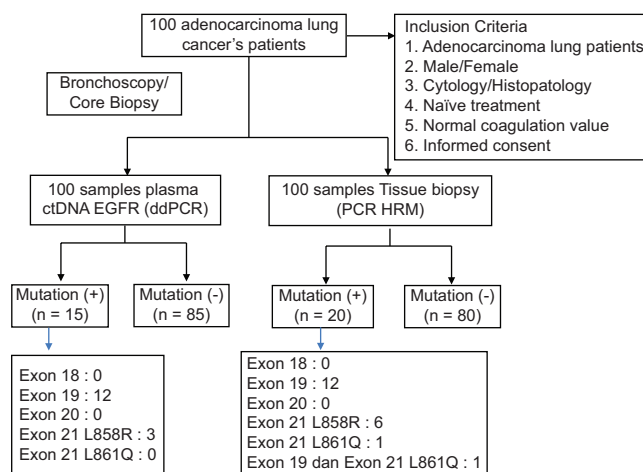 100 adenocarcinoma lung
cancer's patients
Inclusion Criteria
1. Adenocarcinoma lung patients
2. Male/Female
3. Cytology/Histopatology
4. Naïve treatment
5. Normal coagulation value
6. Informed consent
Bronchoscopy/
Core Biopsy
100 samples plasma
ctDNA EGFR (ddPCR)
100 samples Tissue biopsy
(PCR HRM)
Mutation (+)
(n = 15)
Mutation (-)
(n = 85)
Mutation (+)
(n = 20)
Mutation (-)
(n = 80)
Exon 18 : 0
Exon 19 : 12
Exon 20 : 0
Exon 21 L858R : 3
Exon 21 L861Q : 0
Exon 18 : 0
Exon 19 : 12
Exon 20 : 0
Exon 21 L858R : 6
Exon 21 L861Q : 1
Exon 19 dan Exon 21 L861Q : 1